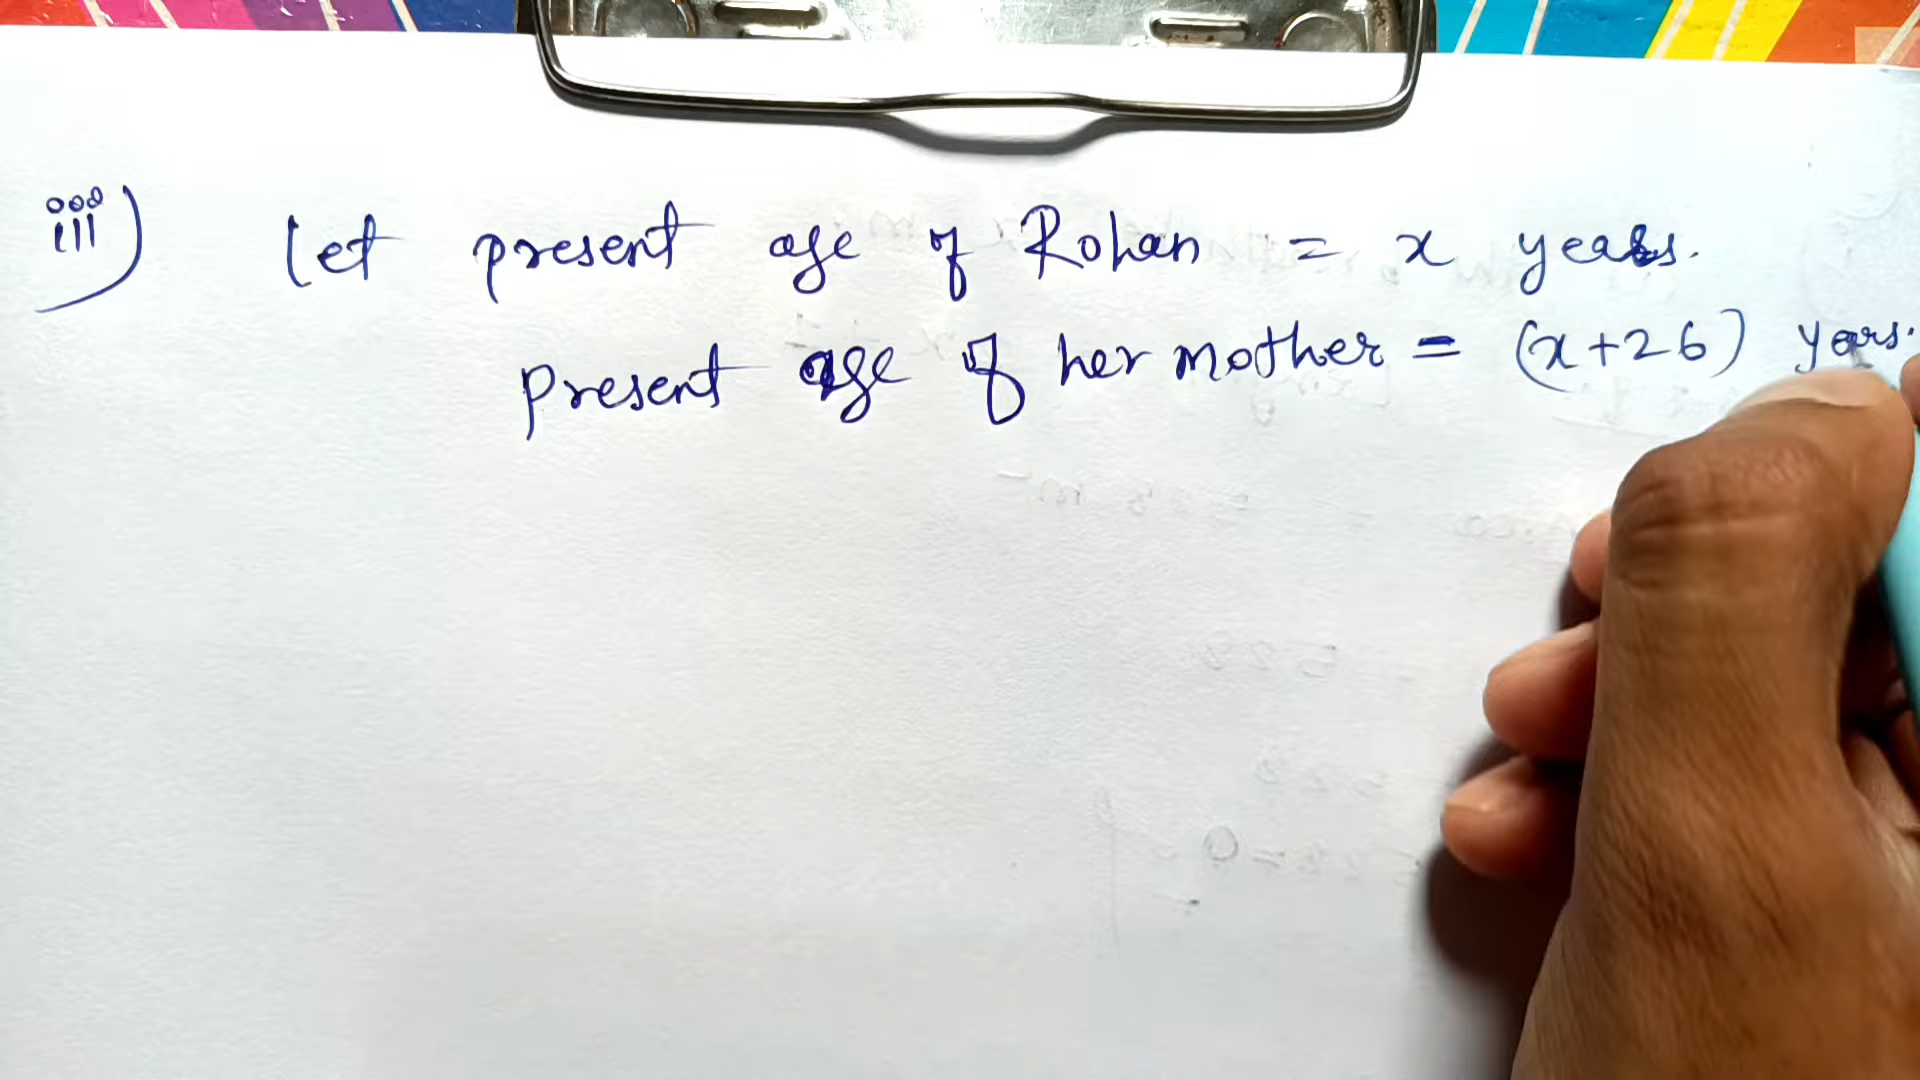 iii) Let present age of Rohan = x years.
present age of her mother = (x+26) years.